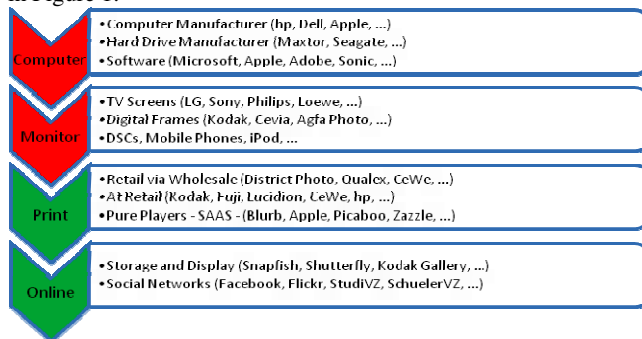 in Figure 1.
Computer
•Computer Manufacturer (hp, Dell, Apple, ...)
•Hard Drive Manufacturer (Maxtor, Seagate, ...)
•Software (Microsoft, Apple, Adobe, Sonic, ...)
Monitor
•TV Screens (LG, Sony, Philips, Loewe, ...)
•Digital Frames (Kodak, Cevia, Agfa Photo, ...)
•DSCs, Mobile Phones, iPod, ...
Print
•Retail via Wholesale (District Photo, Qualex, CeWe, ...)
•At Retail (Kodak, Fuji, Lucidion, CeWe, hp, ...)
•Pure Players - SAAS - (Blurb, Apple, Picaboo, Zazzle, ...)
Online
•Storage and Display (Snapfish, Shutterfly, Kodak Gallery, ...)
•Social Networks (Facebook, Flickr, StudiVZ, SchuelerVZ, ...)